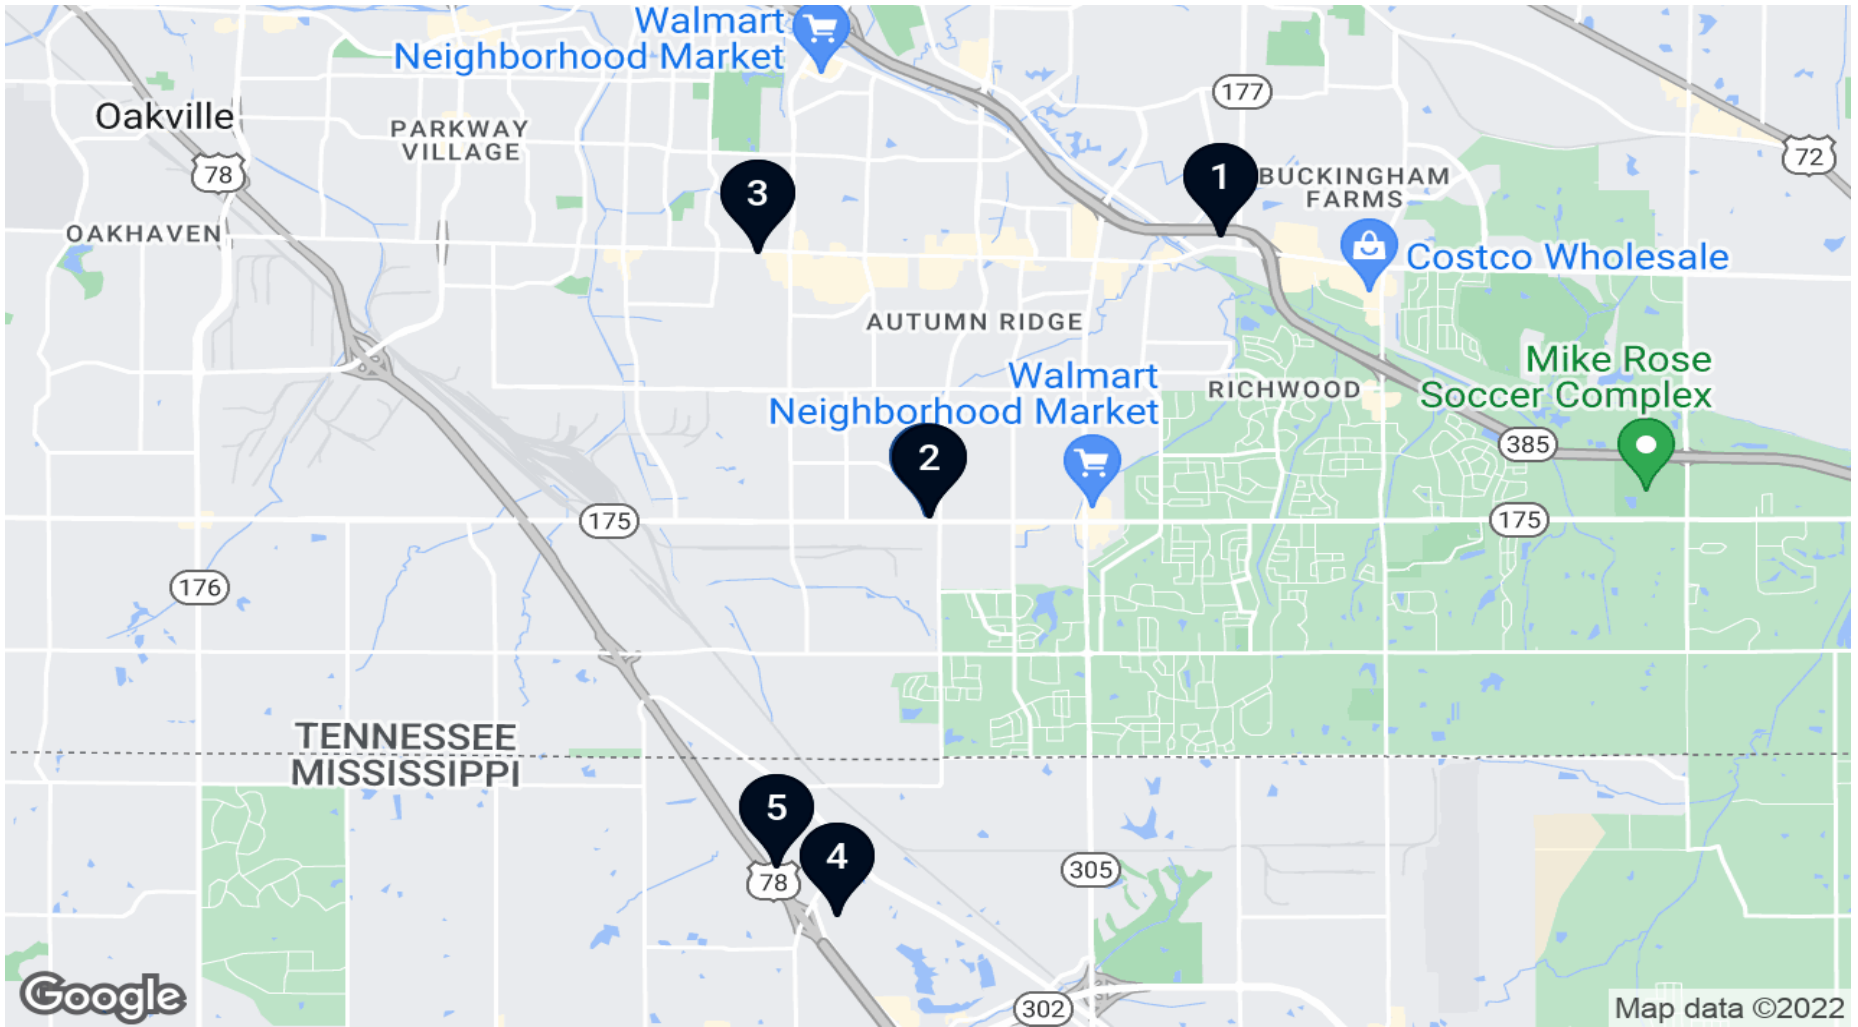 Walmart
Neighborhood Market
177
Oakville
PARKWAY
VILLAGE
72
78
3
1
BUCKINGHAM
FARMS
OAKHAVEN
Costco Wholesale
AUTUMN RIDGE
Mike Rose
Soccer Complex
Walmart
Neighborhood Market
RICHWOOD
2
385
175
175
176
TENNESSEE
MISSISSIPPI
5
4
305
78
Google
302
Map data ©2022